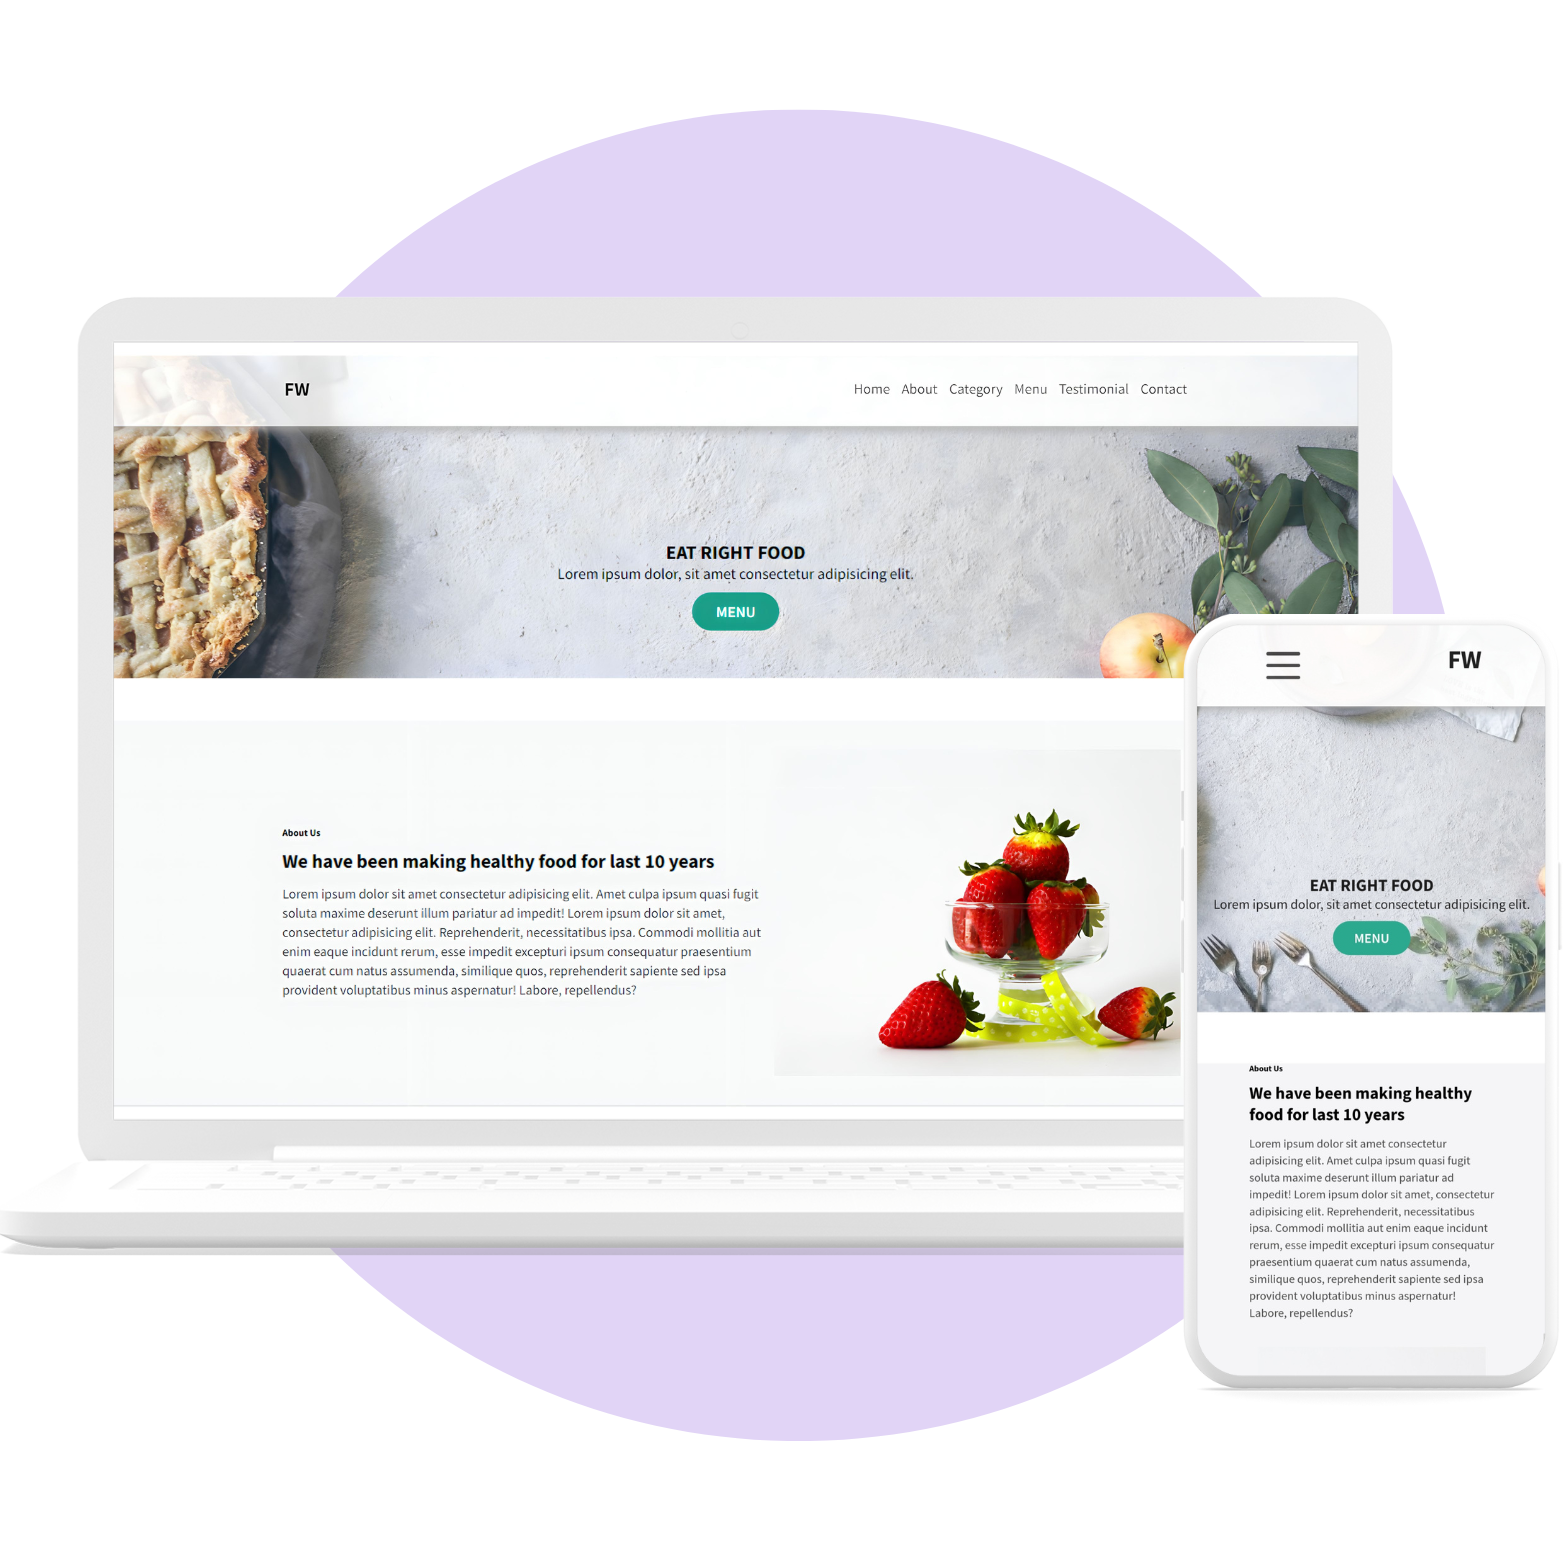 FW
Home About Category Menu Testimonial Contact
EAT RIGHT FOOD
Lorem ipsum dolor, sit amet consectetur adipisicing elit.
MENU
About Us
We have been making healthy food for last 10 years
Lorem ipsum dolor sit amet consectetur adipisicing elit. Amet culpa ipsum quasi fugit
soluta maxime deserunt illum pariatur ad impedit! Lorem ipsum dolor sit amet,
consectetur adipisicing elit. Reprehenderit, necessitatibus ipsa. Commodi mollitia aut
enim eaque incidunt rerum, esse impedit excepturi ipsum consequatur praesentium
quaerat cum natus assumenda, similique quos, reprehenderit sapiente sed ipsa
provident voluptatibus minus aspernatur! Labore, repellendus?
FW
EAT RIGHT FOOD
Lorem ipsum dolor, sit amet consectetur adipisicing elit.
MENU
About Us
We have been making healthy
food for last 10 years
Lorem ipsum dolor sit amet consectetur
adipisicing elit. Amet culpa ipsum quasi fugit
soluta maxime deserunt illum pariatur ad
impedit! Lorem ipsum dolor sit amet, consectetur
adipisicing elit. Reprehenderit, necessitatibus
ipsa. Commodi mollitia aut enim eaque incidunt
rerum, esse impedit excepturi ipsum consequatur
praesentium quaerat cum natus assumenda,
similique quos, reprehenderit sapiente sed ipsa
provident voluptatibus minus aspernatur!
Labore, repellendus?